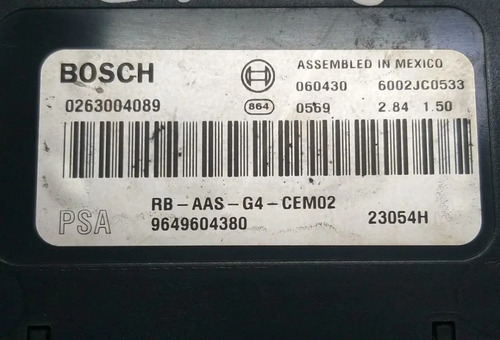 BOSCH
ASSEMBLED IN MEXICO
060430 6002JC0533
0263004089
864 0569 2.84 1.50
RB-AAS-G4-CEM02
PSA 9649604380 23054H